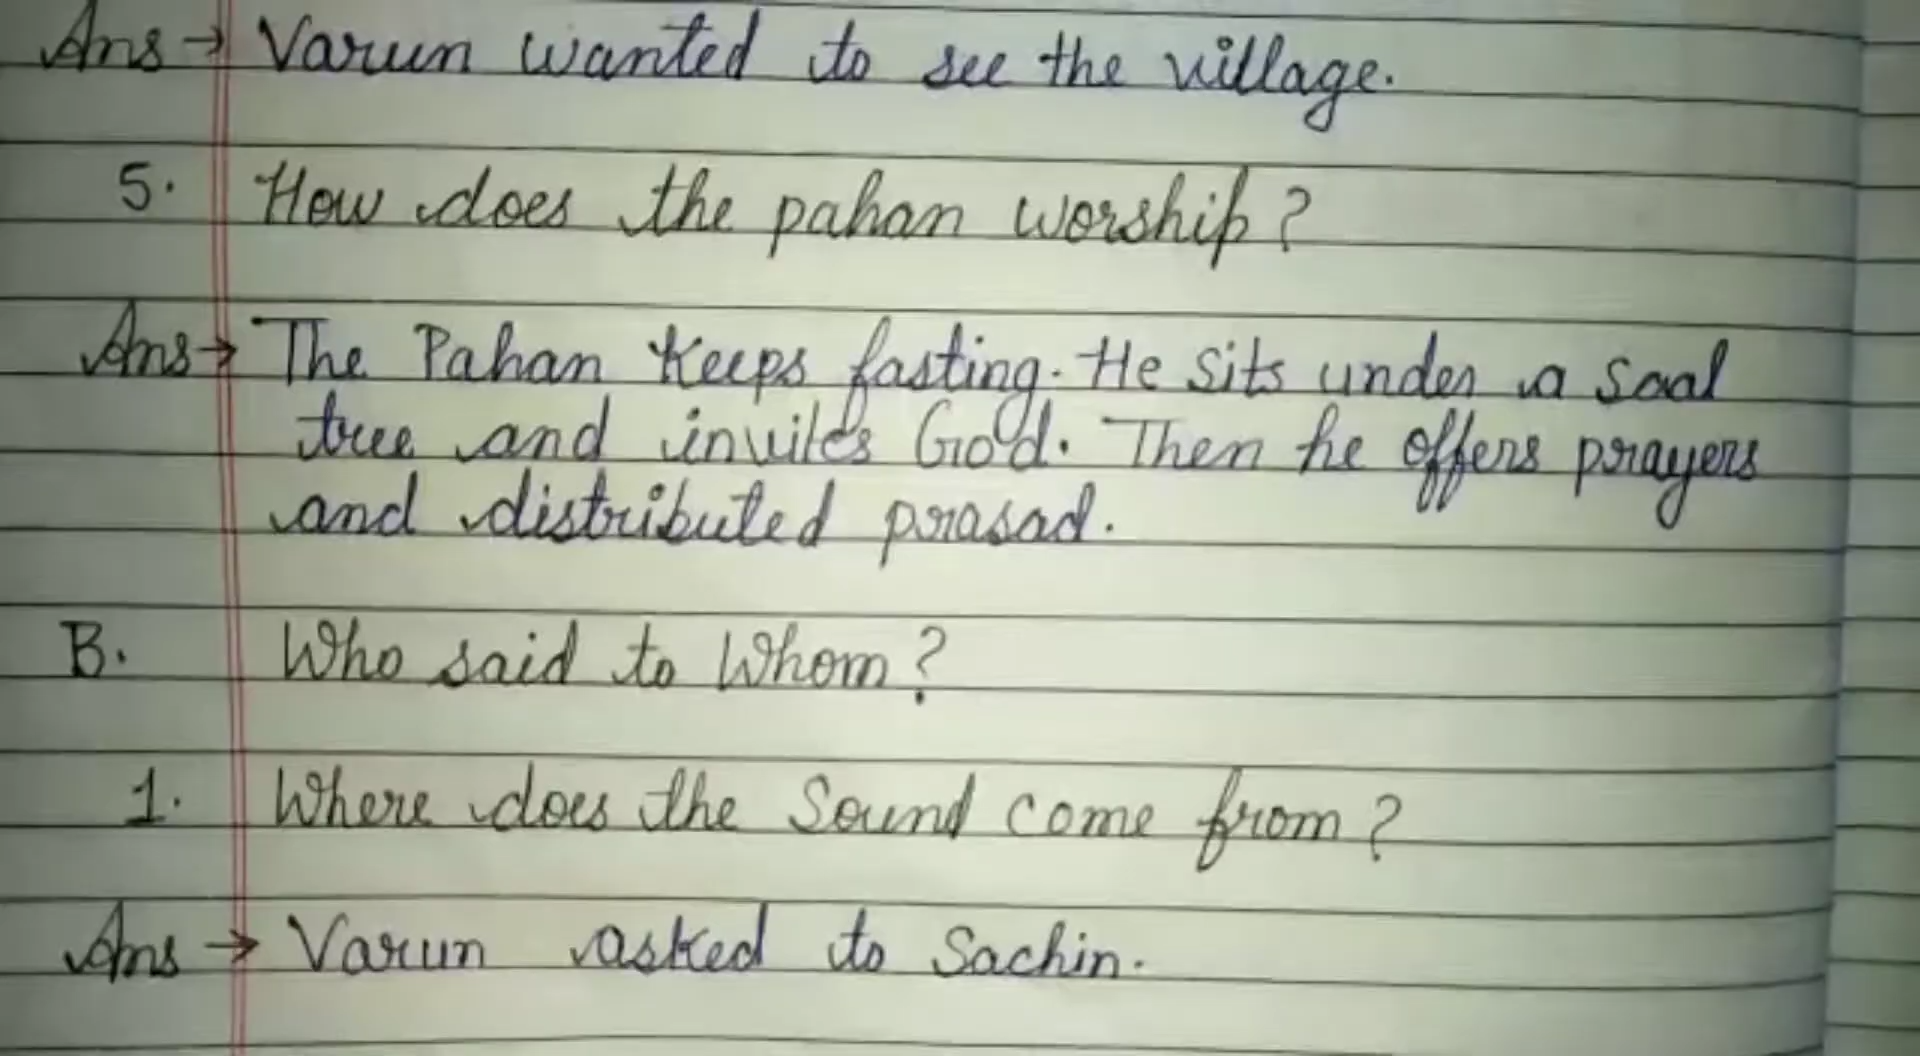 Ans → Varun wanted to see the village.
5. How does the pahan worship?
Ans → The Pahan Keeps fasting. He Sits under a Saal
tree and invites God. Then he offers prayers
and distributed prasad.
B. Who said to Whom?
1. Where does the Sound come from?
Ans → Varun asked to Sachin.